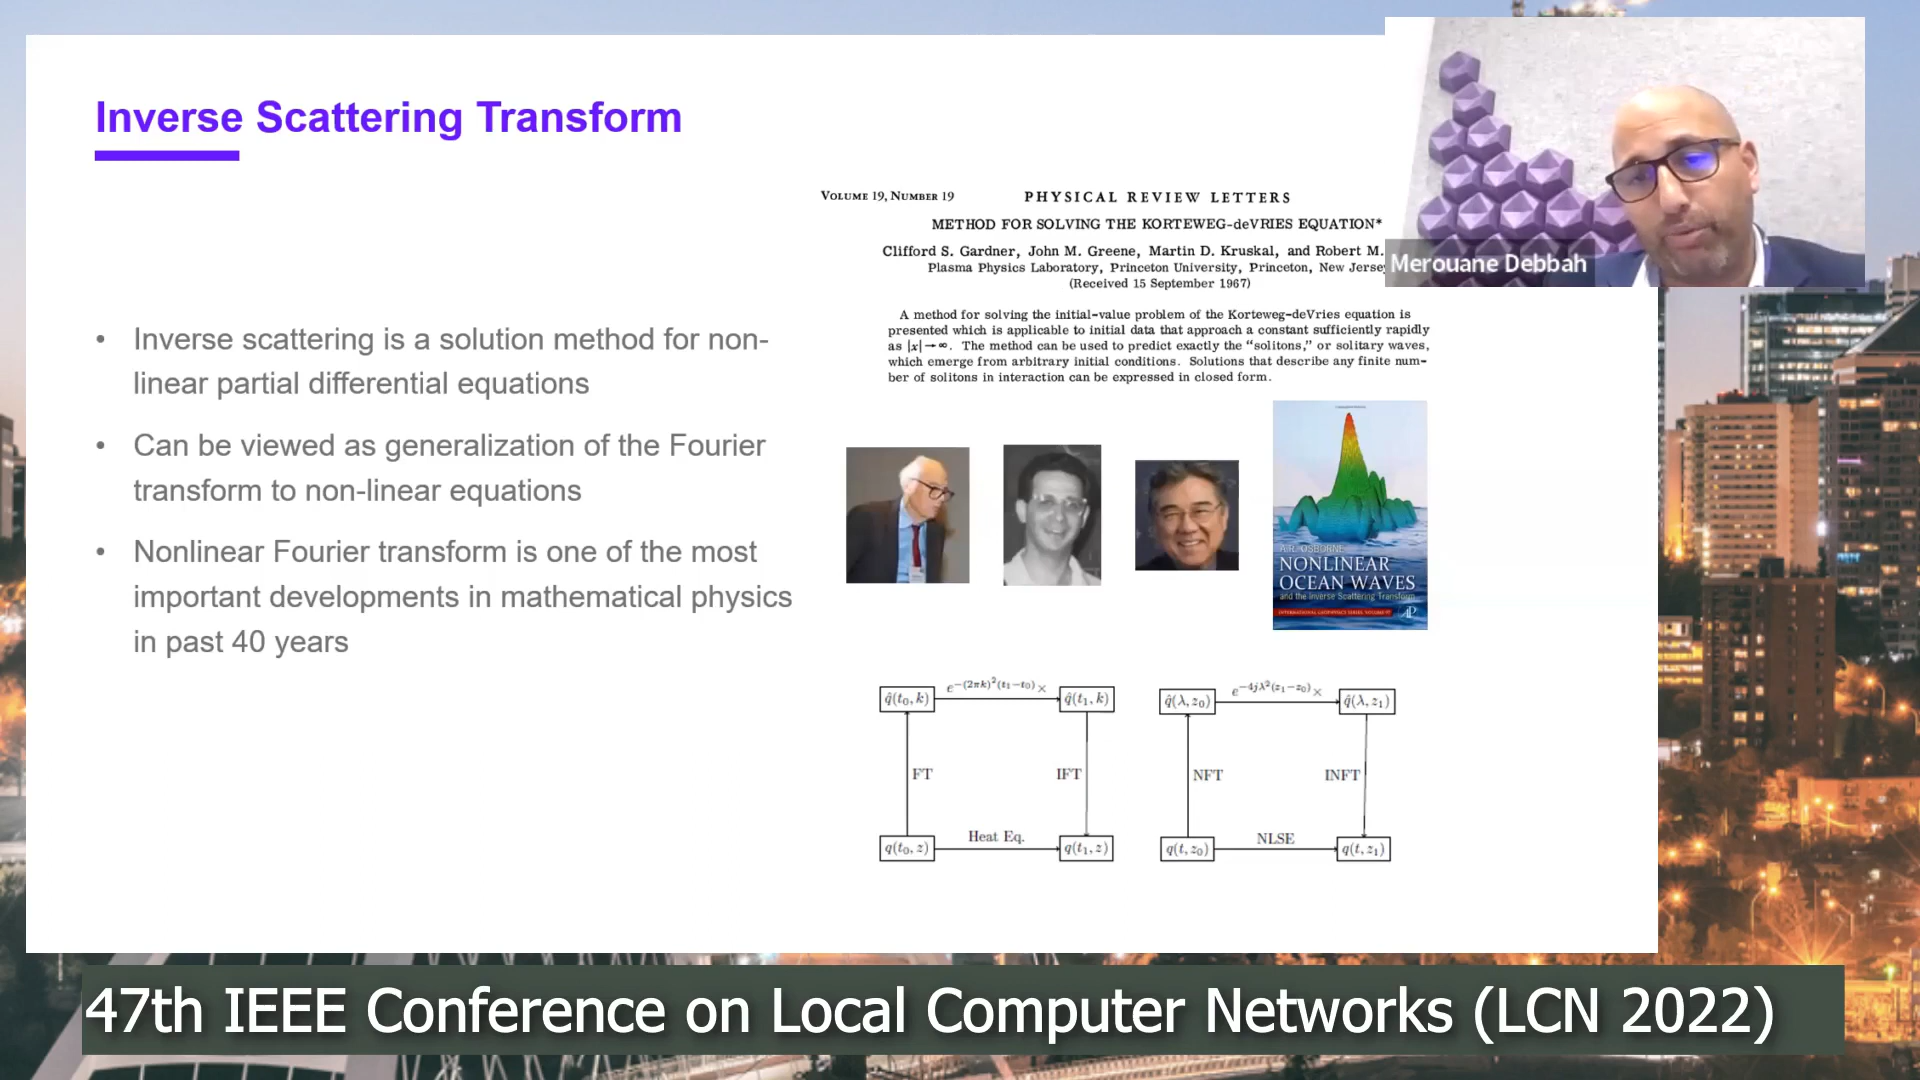 Inverse Scattering Transform
• Inverse scattering is a solution method for non-
linear partial differential equations
• Can be viewed as generalization of the Fourier
transform to non-linear equations
• Nonlinear Fourier transform is one of the most
important developments in mathematical physics
in past 40 years
VOLUME 19, NUMBER 19 PHYSICAL REVIEW LETTERS
METHOD FOR SOLVING THE KORTEWEG-deVRIES EQUATION*
Clifford S. Gardner, John M. Greene, Martin D. Kruskal, and Robert M.
Plasma Physics Laboratory, Princeton University, Princeton, New Jersey
(Received 15 September 1967)
A method for solving the initial-value problem of the Korteweg-deVries equation is
presented which is applicable to initial data that approach a constant sufficiently rapidly
as |x|→∞. The method can be used to predict exactly the “solitons,” or solitary waves,
which emerge from arbitrary initial conditions. Solutions that describe any finite num-
ber of solitons in interaction can be expressed in closed form.
Merouane Debbah
A.R. OSBORNE
NONLINEAR
OCEAN WAVES
and the Inverse Scattering Transform
INTERNATIONAL GEOPHYSICS SERIES, VOLUME 97
AP
q̂(t₀, k) e^−(2πk)²(t₁−t₀) × q̂(t₁, k)
FT IFT
q(t₀, z) Heat Eq. q(t₁, z)
q̂(λ, z₀) e^−4jλ²(z₁−z₀) × q̂(λ, z₁)
NFT INFT
q(t, z₀) NLSE q(t, z₁)
47th IEEE Conference on Local Computer Networks (LCN 2022)